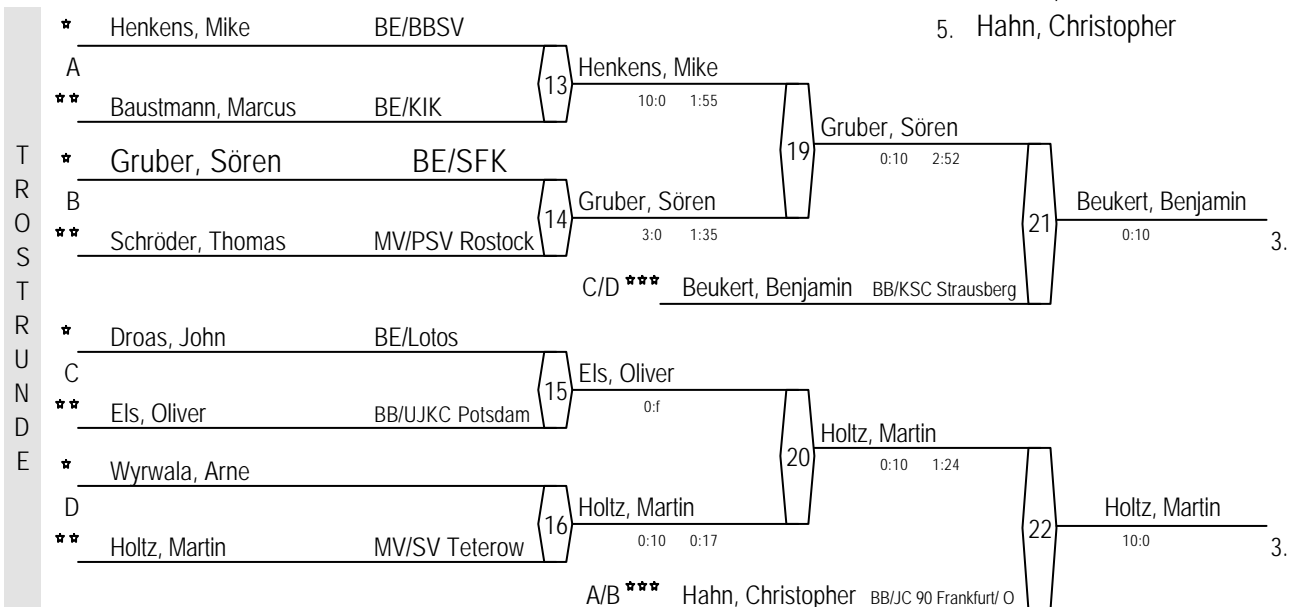 5. Hahn, Christopher
TROSTRUNDE
Henkens, Mike BE/BBSV
A
Baustmann, Marcus BE/KIK
13
Henkens, Mike
10:0 1:55
Gruber, Sören BE/SFK
B
Schröder, Thomas MV/PSV Rostock
14
Gruber, Sören
3:0 1:35
19
Gruber, Sören
0:10 2:52
C/D Beukert, Benjamin BB/KSC Strausberg
21
Beukert, Benjamin
0:10
3.
Droas, John BE/Lotos
C
Els, Oliver BB/UJKC Potsdam
15
Els, Oliver
0:f
Wyrwala, Arne
D
Holtz, Martin MV/SV Teterow
16
Holtz, Martin
0:10 0:17
20
Holtz, Martin
0:10 1:24
A/B Hahn, Christopher BB/JC 90 Frankfurt/ O
22
Holtz, Martin
10:0
3.